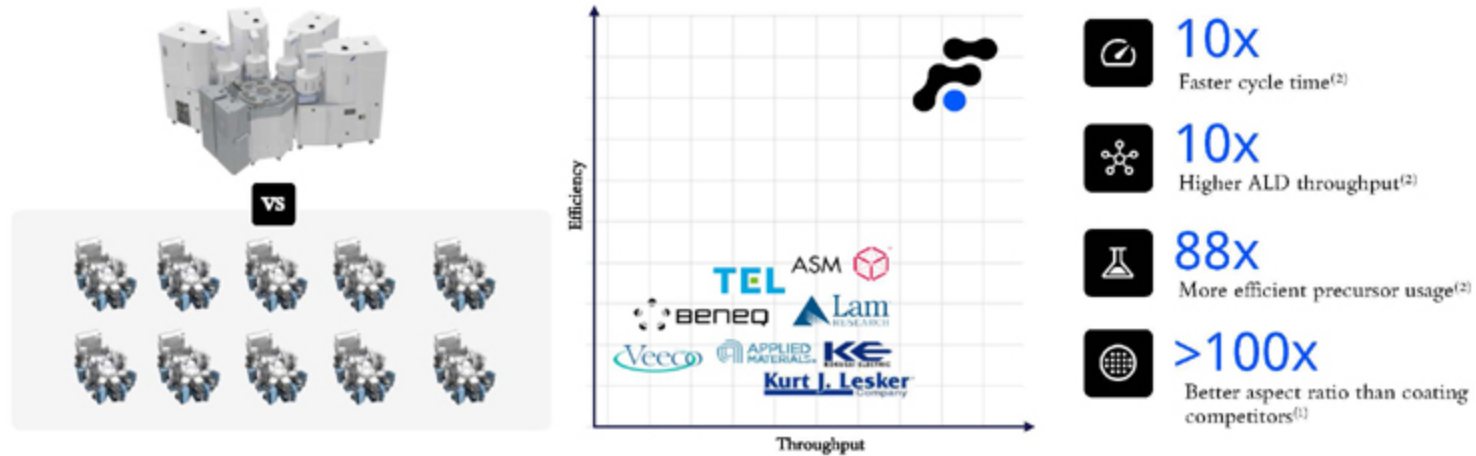 VS
Efficiency
Throughput
TEL
ASM
BENEQ
Lam
RESEARCH
Veeco
APPLIED
MATERIALS
KE
KOKUSAI ELECTRIC
Kurt J. Lesker
Company
10x
Faster cycle time(2)
10x
Higher ALD throughput(2)
88x
More efficient precursor usage(2)
>100x
Better aspect ratio than coating
competitors(1)